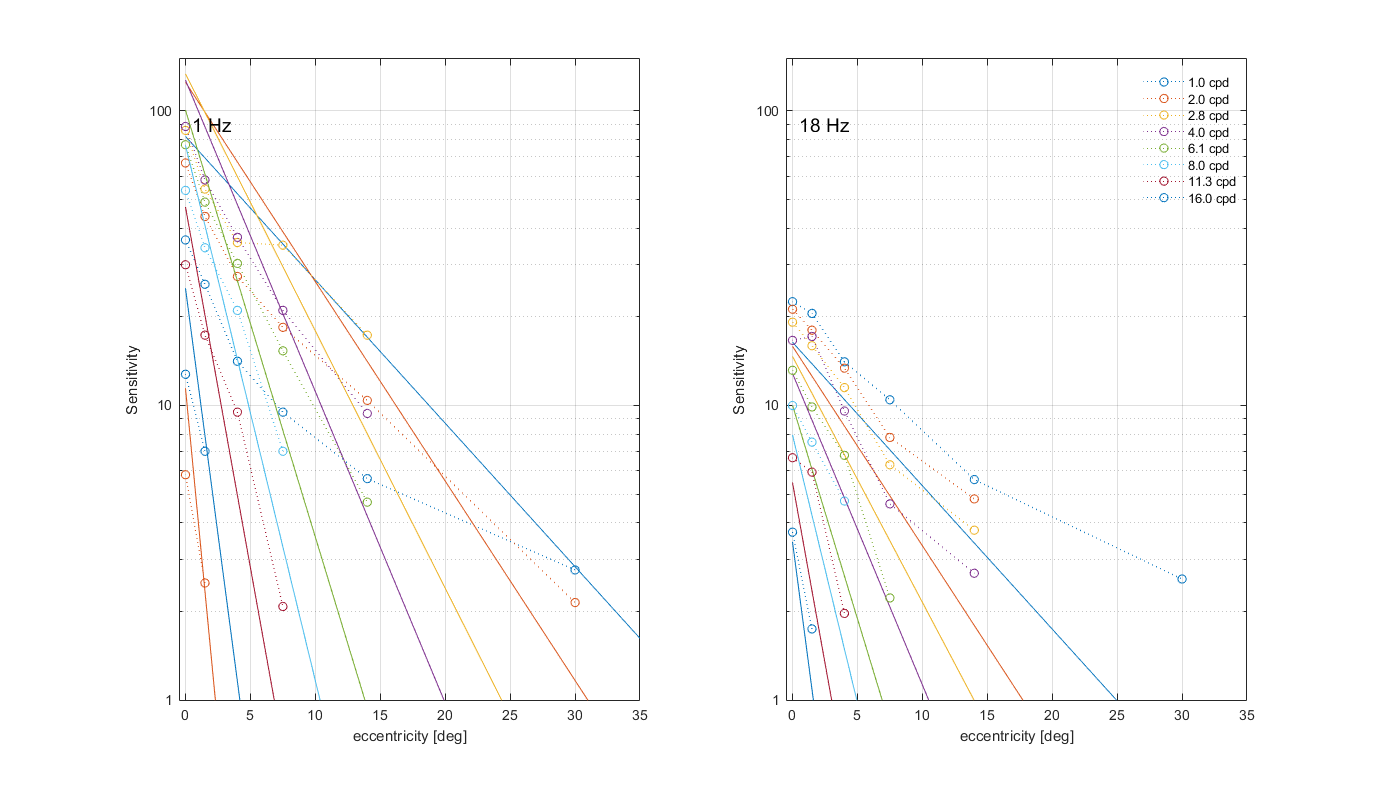 1 Hz
100
10
1
Sensitivity
0 5 10 15 20 25 30 35
eccentricity [deg]
18 Hz
1.0 cpd
2.0 cpd
2.8 cpd
4.0 cpd
6.1 cpd
8.0 cpd
11.3 cpd
16.0 cpd
100
10
1
Sensitivity
0 5 10 15 20 25 30 35
eccentricity [deg]